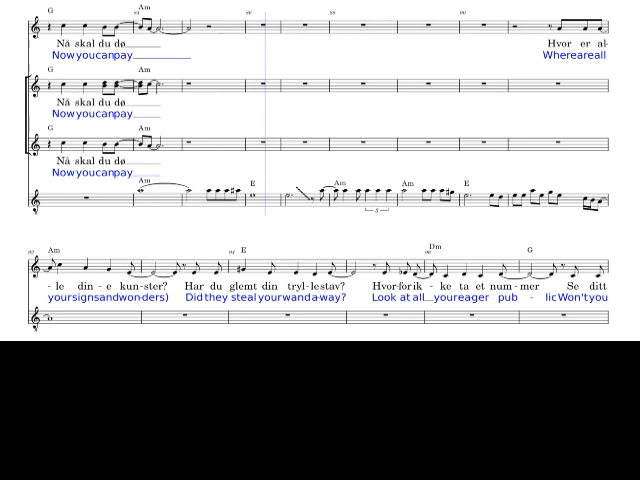 G Am
Nå skal du dø
Now you can pay
Hvor er al-
Where are all
G Am
Nå skal du dø
Now you can pay
G Am
Nå skal du dø
Now you can pay
Am E Am Am E
3
Am E Dm G
- le din - e kun - ster? Har du glemt din tryl - le stav? Hvor for ik - ke ta et num - mer Se ditt
your signs and won-ders) Did they steal your wand a-way? Look at all your eager pub - lic Won't you